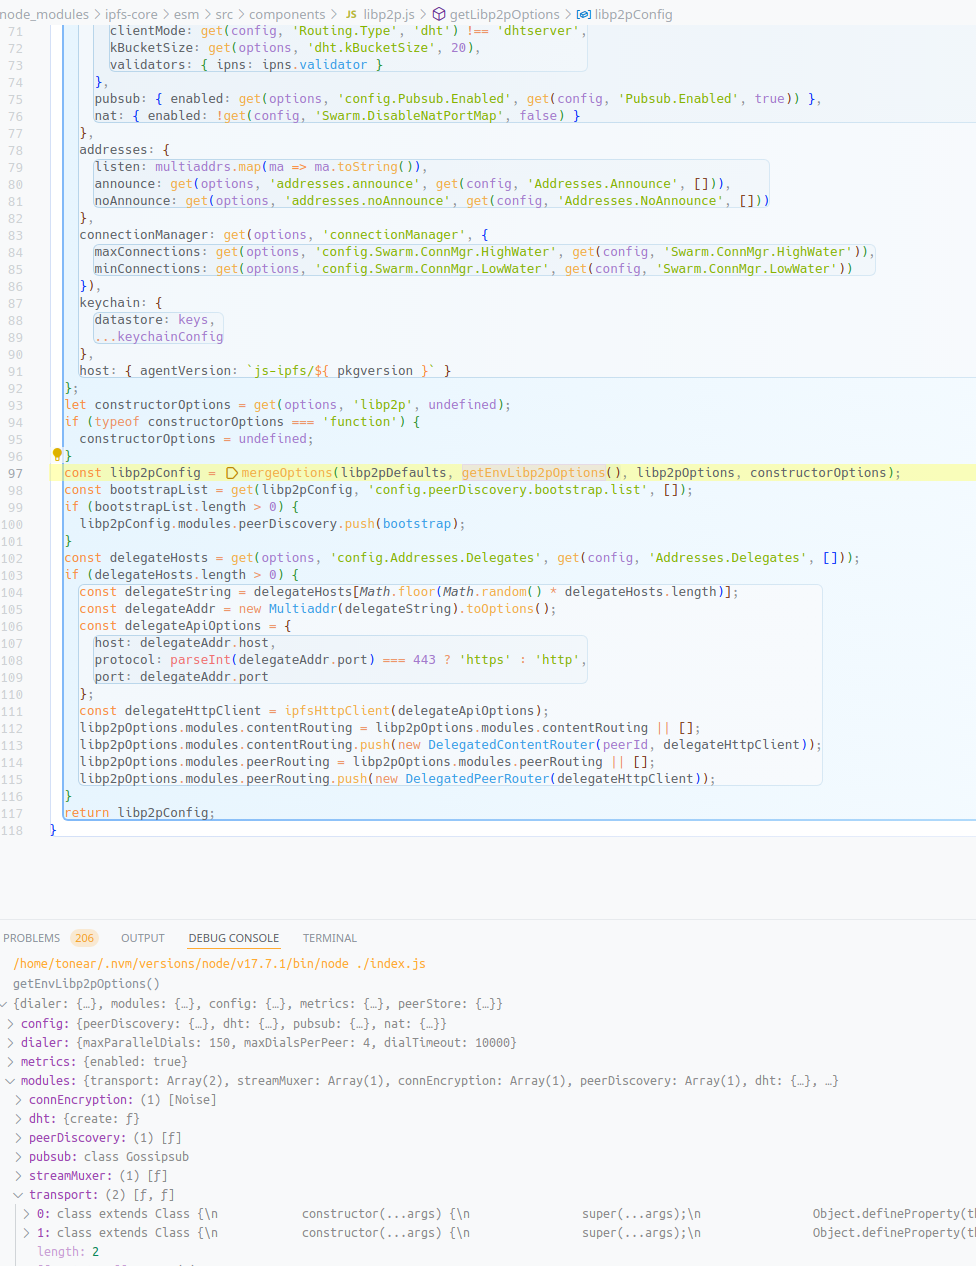 node_modules > ipfs-core > esm > src > components > JS libp2p.js > getLibp2pOptions > libp2pConfig
71 clientMode: get(config, 'Routing.Type', 'dht') !== 'dhtserver',
72 kBucketSize: get(options, 'dht.kBucketSize', 20),
73 validators: { ipns: ipns.validator }
74 },
75 pubsub: { enabled: get(options, 'config.Pubsub.Enabled', get(config, 'Pubsub.Enabled', true)) },
76 nat: { enabled: !get(config, 'Swarm.DisableNatPortMap', false) }
77 },
78 addresses: {
79 listen: multiaddrs.map(ma => ma.toString()),
80 announce: get(options, 'addresses.announce', get(config, 'Addresses.Announce', [])),
81 noAnnounce: get(options, 'addresses.noAnnounce', get(config, 'Addresses.NoAnnounce', []))
82 },
83 connectionManager: get(options, 'connectionManager', {
84 maxConnections: get(options, 'config.Swarm.ConnMgr.HighWater', get(config, 'Swarm.ConnMgr.HighWater')),
85 minConnections: get(options, 'config.Swarm.ConnMgr.LowWater', get(config, 'Swarm.ConnMgr.LowWater'))
86 }),
87 keychain: {
88 datastore: keys,
89 ...keychainConfig
90 },
91 host: { agentVersion: `js-ipfs/${ pkgversion }` }
92 };
93 let constructorOptions = get(options, 'libp2p', undefined);
94 if (typeof constructorOptions === 'function') {
95 constructorOptions = undefined;
96 }
97 const libp2pConfig = mergeOptions(libp2pDefaults, getEnvLibp2pOptions(), libp2pOptions, constructorOptions);
98 const bootstrapList = get(libp2pConfig, 'config.peerDiscovery.bootstrap.list', []);
99 if (bootstrapList.length > 0) {
100 libp2pConfig.modules.peerDiscovery.push(bootstrap);
101 }
102 const delegateHosts = get(options, 'config.Addresses.Delegates', get(config, 'Addresses.Delegates', []));
103 if (delegateHosts.length > 0) {
104 const delegateString = delegateHosts[Math.floor(Math.random() * delegateHosts.length)];
105 const delegateAddr = new Multiaddr(delegateString).toOptions();
106 const delegateApiOptions = {
107 host: delegateAddr.host,
108 protocol: parseInt(delegateAddr.port) === 443 ? 'https' : 'http',
109 port: delegateAddr.port
110 };
111 const delegateHttpClient = ipfsHttpClient(delegateApiOptions);
112 libp2pOptions.modules.contentRouting = libp2pOptions.modules.contentRouting || [];
113 libp2pOptions.modules.contentRouting.push(new DelegatedContentRouter(peerId, delegateHttpClient));
114 libp2pOptions.modules.peerRouting = libp2pOptions.modules.peerRouting || [];
115 libp2pOptions.modules.peerRouting.push(new DelegatedPeerRouter(delegateHttpClient));
116 }
117 return libp2pConfig;
118 }
PROBLEMS 206 OUTPUT DEBUG CONSOLE TERMINAL
/home/tonear/.nvm/versions/node/v17.7.1/bin/node ./index.js
getEnvLibp2pOptions()
{dialer: {…}, modules: {…}, config: {…}, metrics: {…}, peerStore: {…}}
config: {peerDiscovery: {…}, dht: {…}, pubsub: {…}, nat: {…}}
dialer: {maxParallelDials: 150, maxDialsPerPeer: 4, dialTimeout: 10000}
metrics: {enabled: true}
modules: {transport: Array(2), streamMuxer: Array(1), connEncryption: Array(1), peerDiscovery: Array(1), dht: {…}, …}
connEncryption: (1) [Noise]
dht: {create: ƒ}
peerDiscovery: (1) [ƒ]
pubsub: class Gossipsub
streamMuxer: (1) [ƒ]
transport: (2) [ƒ, ƒ]
0: class extends Class {\n constructor(...args) {\n super(...args);\n Object.defineProperty(th
1: class extends Class {\n constructor(...args) {\n super(...args);\n Object.defineProperty(th
length: 2